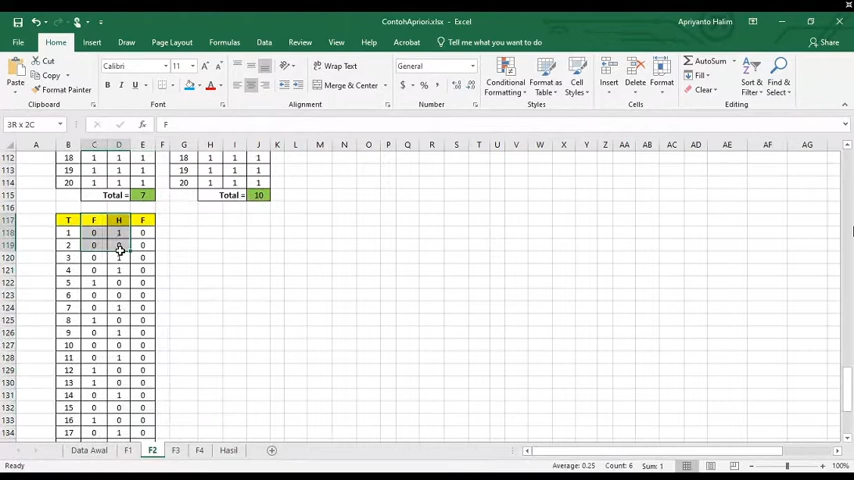 ContohApriori.xlsx - Excel
Apriyanto Halim
File Home Insert Draw Page Layout Formulas Data Review View Help Acrobat Tell me what you want to do Share
Paste Cut Copy Format Painter Clipboard
Calibri 11 B I U Font
Wrap Text Merge & Center Alignment
General $ % Number
Conditional Formatting Format as Table Cell Styles Styles
Insert Delete Format Cells
AutoSum Fill Clear Sort & Filter Find & Select Editing
3R x 2C fx F
A B C D E F G H I J K L M N O P Q R S T U V W X Y Z AA AB AC AD AE AF AG
112 18 1 1 1 18 1 1 1
113 19 1 1 1 19 1 1 1
114 20 1 1 1 20 1 1 1
115 Total = 7 Total = 10
116
117 T F H F
118 1 0 1 0
119 2 0 0
120 3 0 1 0
121 4 0 1 0
122 5 1 0 0
123 6 0 0 0
124 7 0 1 0
125 8 1 0 0
126 9 0 1 0
127 10 0 0 0
128 11 0 1 0
129 12 1 0 0
130 13 1 0 0
131 14 0 1 0
132 15 0 0 0
133 16 1 0 0
134 17 0 1 0
Data Awal F1 F2 F3 F4 Hasil
Ready Average: 0.25 Count: 6 Sum: 1 100%